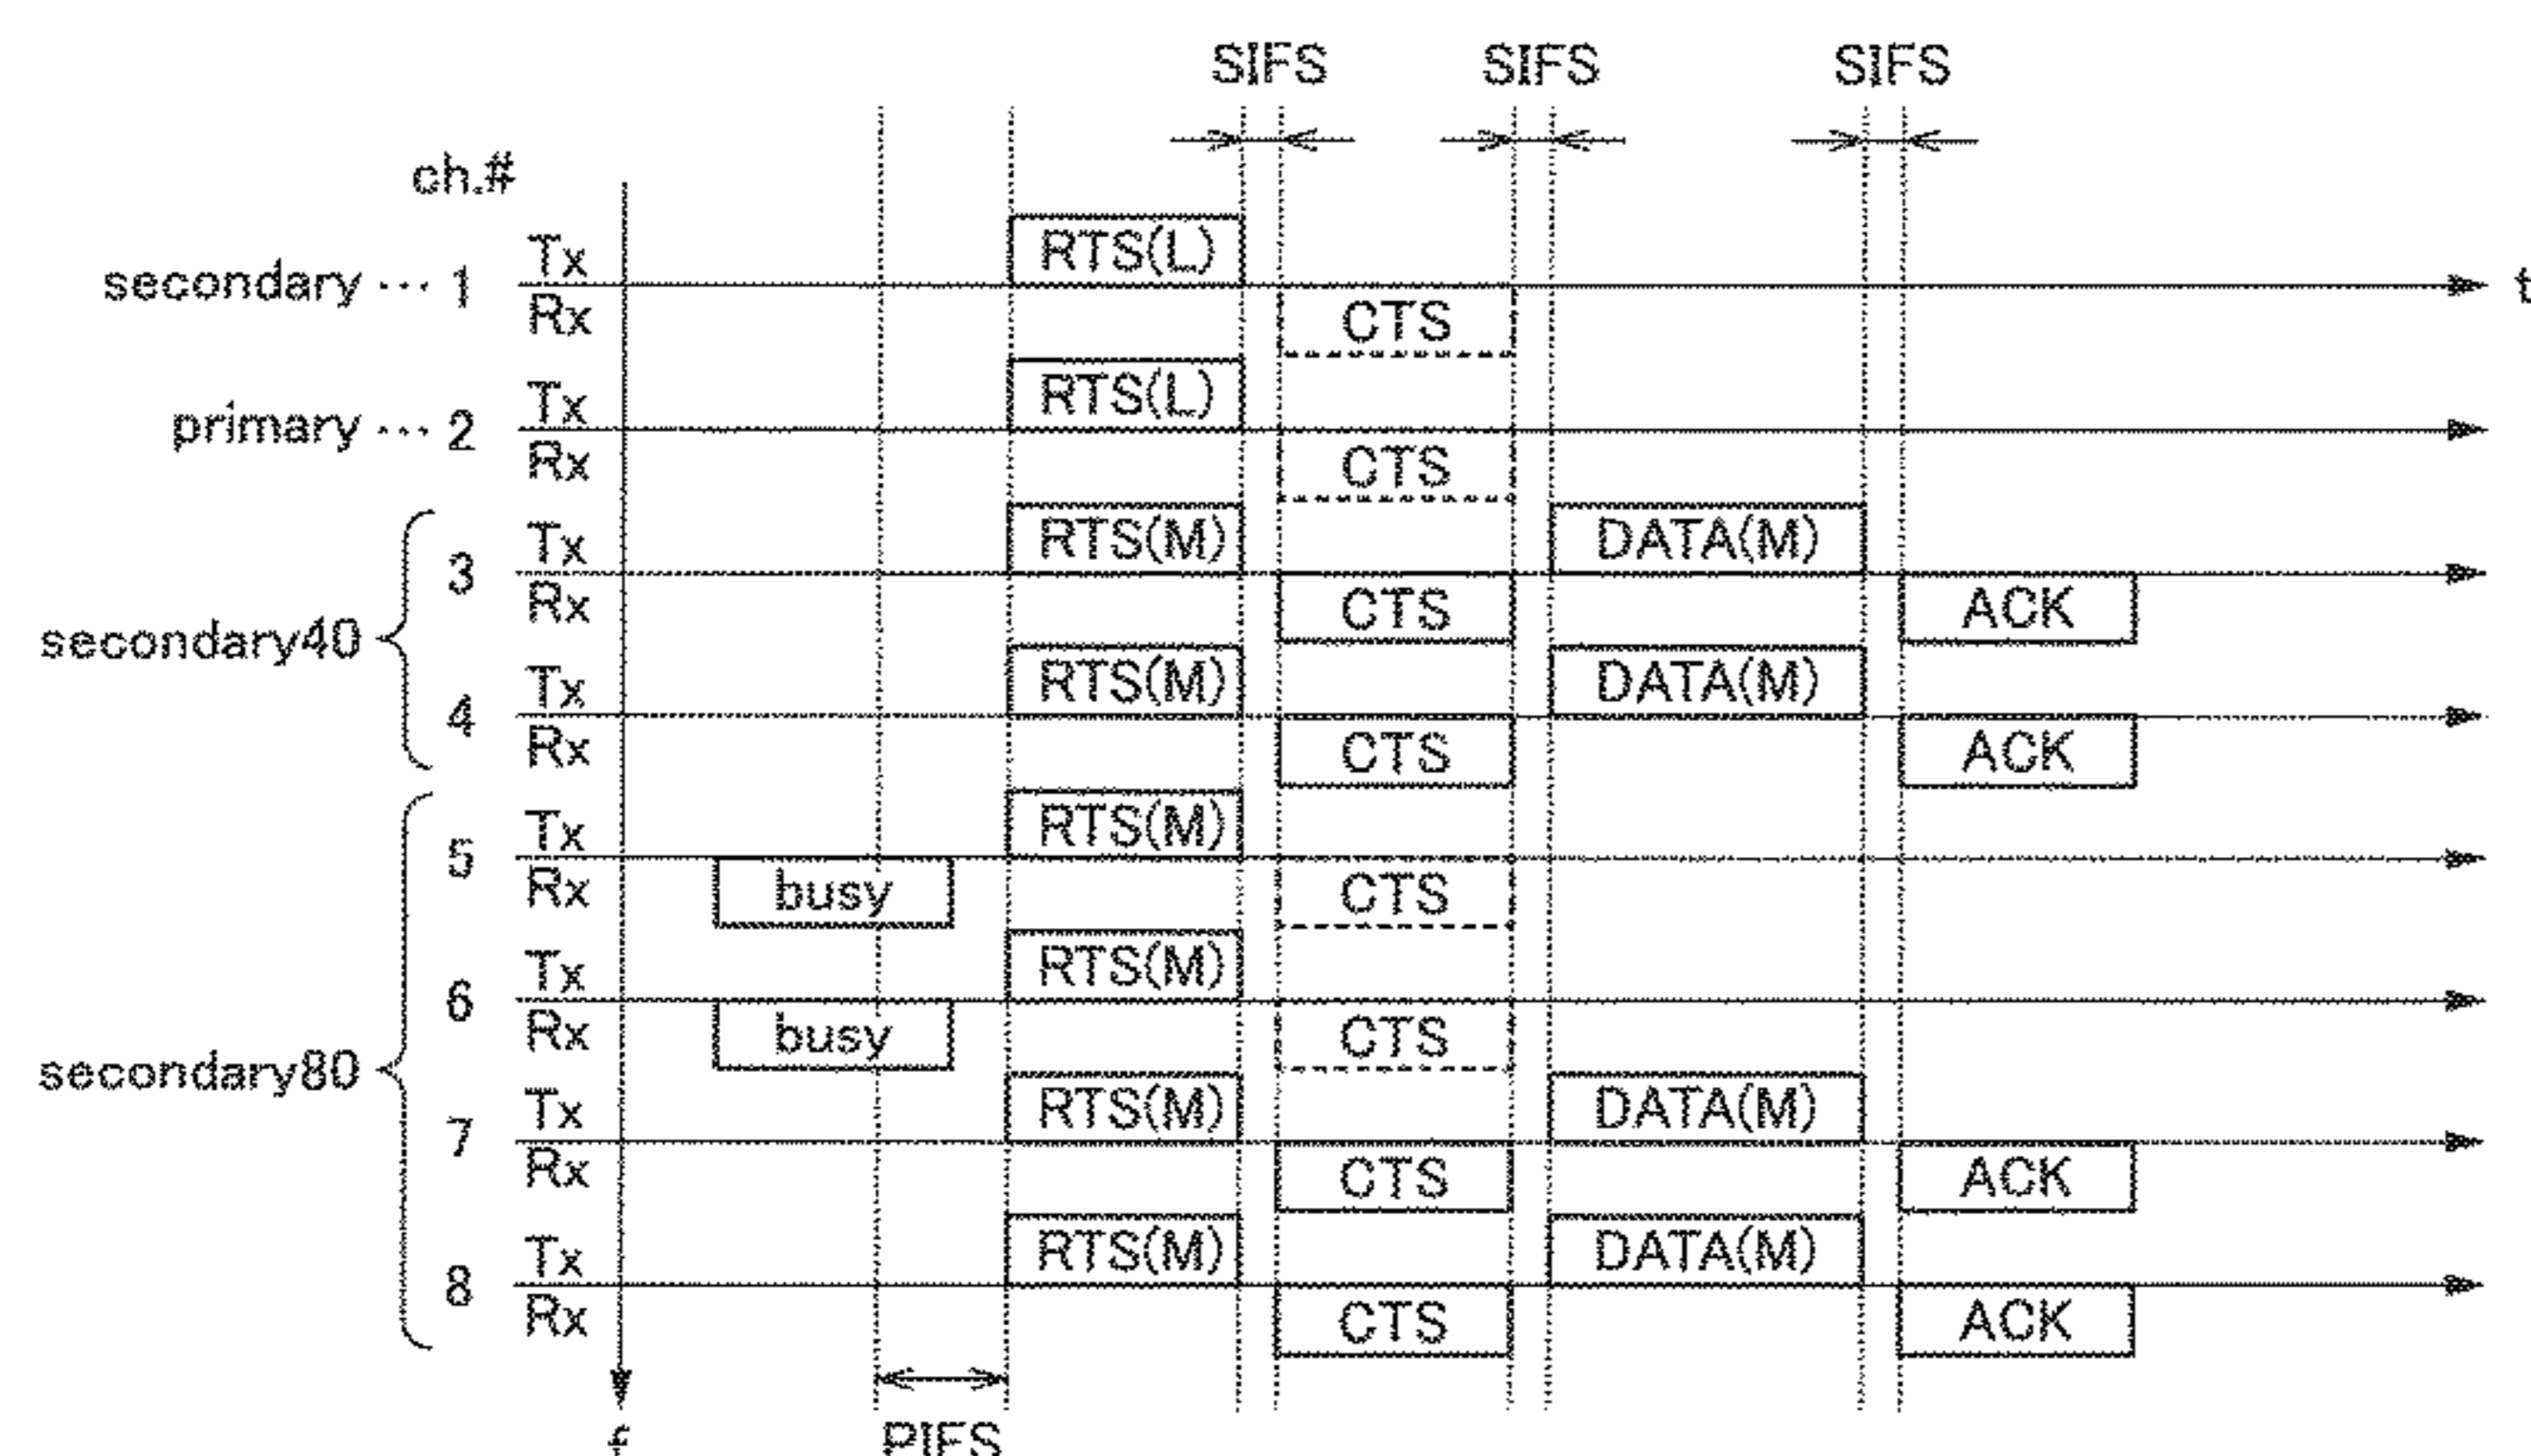 SIFS SIFS SIFS
ch.#
secondary ··· 1 Tx RTS(L) t
Rx CTS
primary ··· 2 Tx RTS(L)
Rx CTS
secondary40
3 Tx RTS(M) DATA(M)
Rx CTS ACK
4 Tx RTS(M) DATA(M)
Rx CTS ACK
secondary80
5 Tx RTS(M)
Rx busy CTS
6 Tx RTS(M)
Rx busy CTS
7 Tx RTS(M) DATA(M)
Rx CTS ACK
8 Tx RTS(M) DATA(M)
Rx CTS ACK
f PIFS